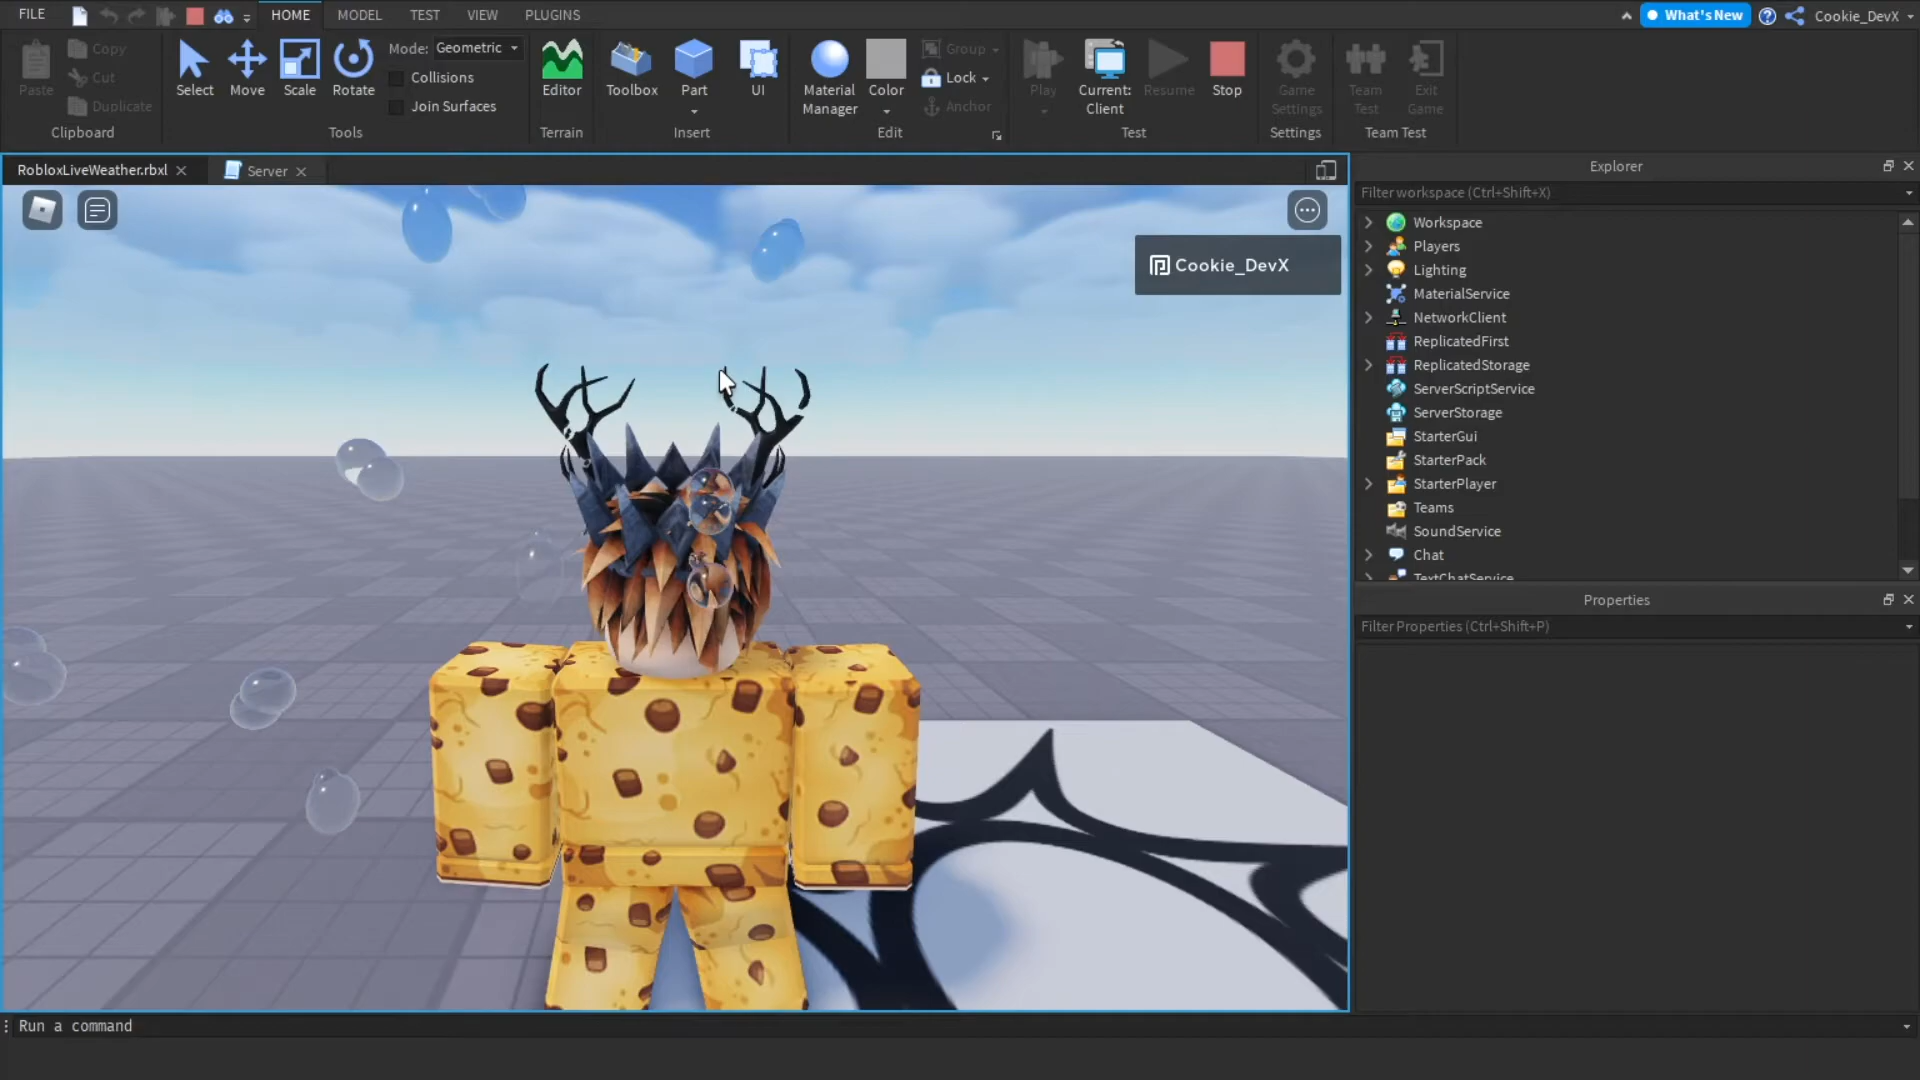 FILE
HOME
MODEL
TEST
VIEW
PLUGINS
What's New
Cookie_DevX
Paste
Copy
Cut
Duplicate
Clipboard
Select
Move
Scale
Rotate
Mode: Geometric
Collisions
Join Surfaces
Tools
Editor
Terrain
Toolbox
Part
UI
Insert
Material
Manager
Color
Group
Lock
Anchor
Edit
Play
Current:
Client
Resume
Stop
Test
Game
Settings
Settings
Team
Test
Exit
Game
Team Test
RobloxLiveWeather.rbxl
Server
Cookie_DevX
Explorer
Filter workspace (Ctrl+Shift+X)
Workspace
Players
Lighting
MaterialService
NetworkClient
ReplicatedFirst
ReplicatedStorage
ServerScriptService
ServerStorage
StarterGui
StarterPack
StarterPlayer
Teams
SoundService
Chat
TextChatService
Properties
Filter Properties (Ctrl+Shift+P)
Run a command